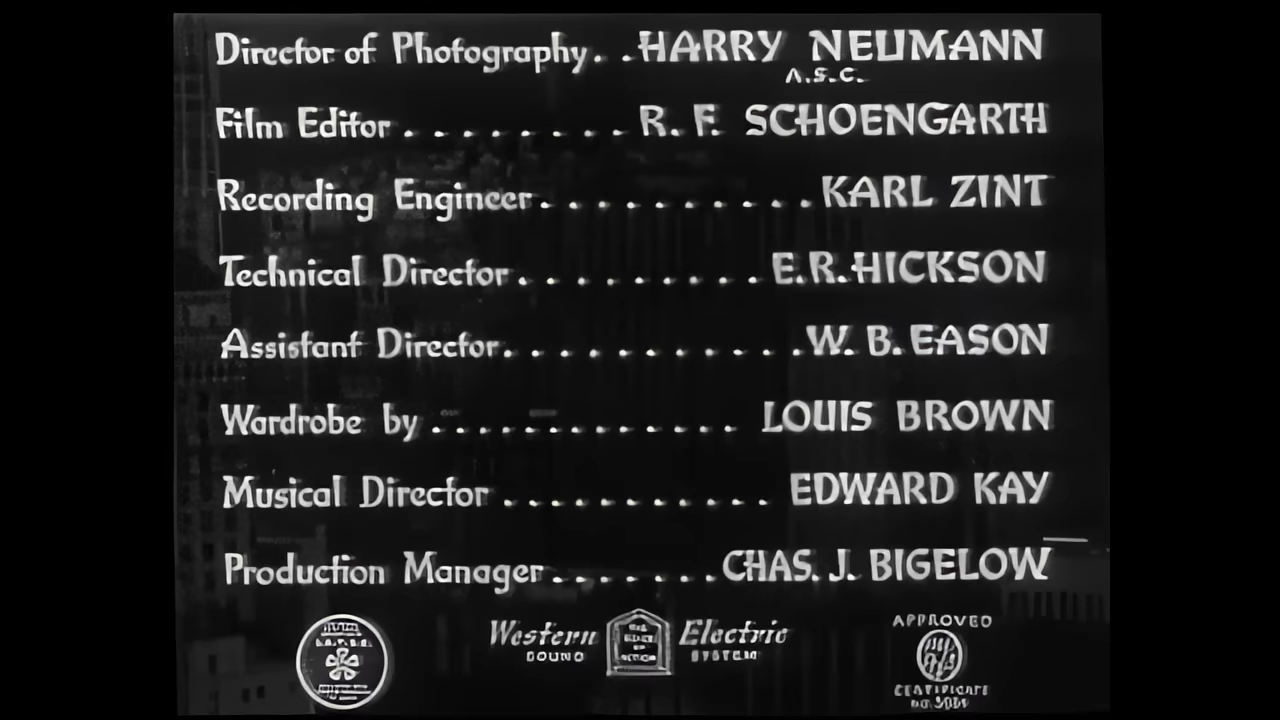 Director of Photography. . HARRY NEUMANN
A.S.C.
Film Editor . . . . . . . . . R. F. SCHOENGARTH
Recording Engineer. . . . . . . . . . KARL ZINT
Technical Director. . . . . . . . . E.R. HICKSON
Assistant Director. . . . . . . . . . . W. B. EASON
Wardrobe by . . . . . . . . . . . . . LOUIS BROWN
Musical Director . . . . . . . . . . EDWARD KAY
Production Manager. . . . . . . CHAS. J. BIGELOW
Western Electric
SOUND SYSTEM
APPROVED
CERTIFICATE